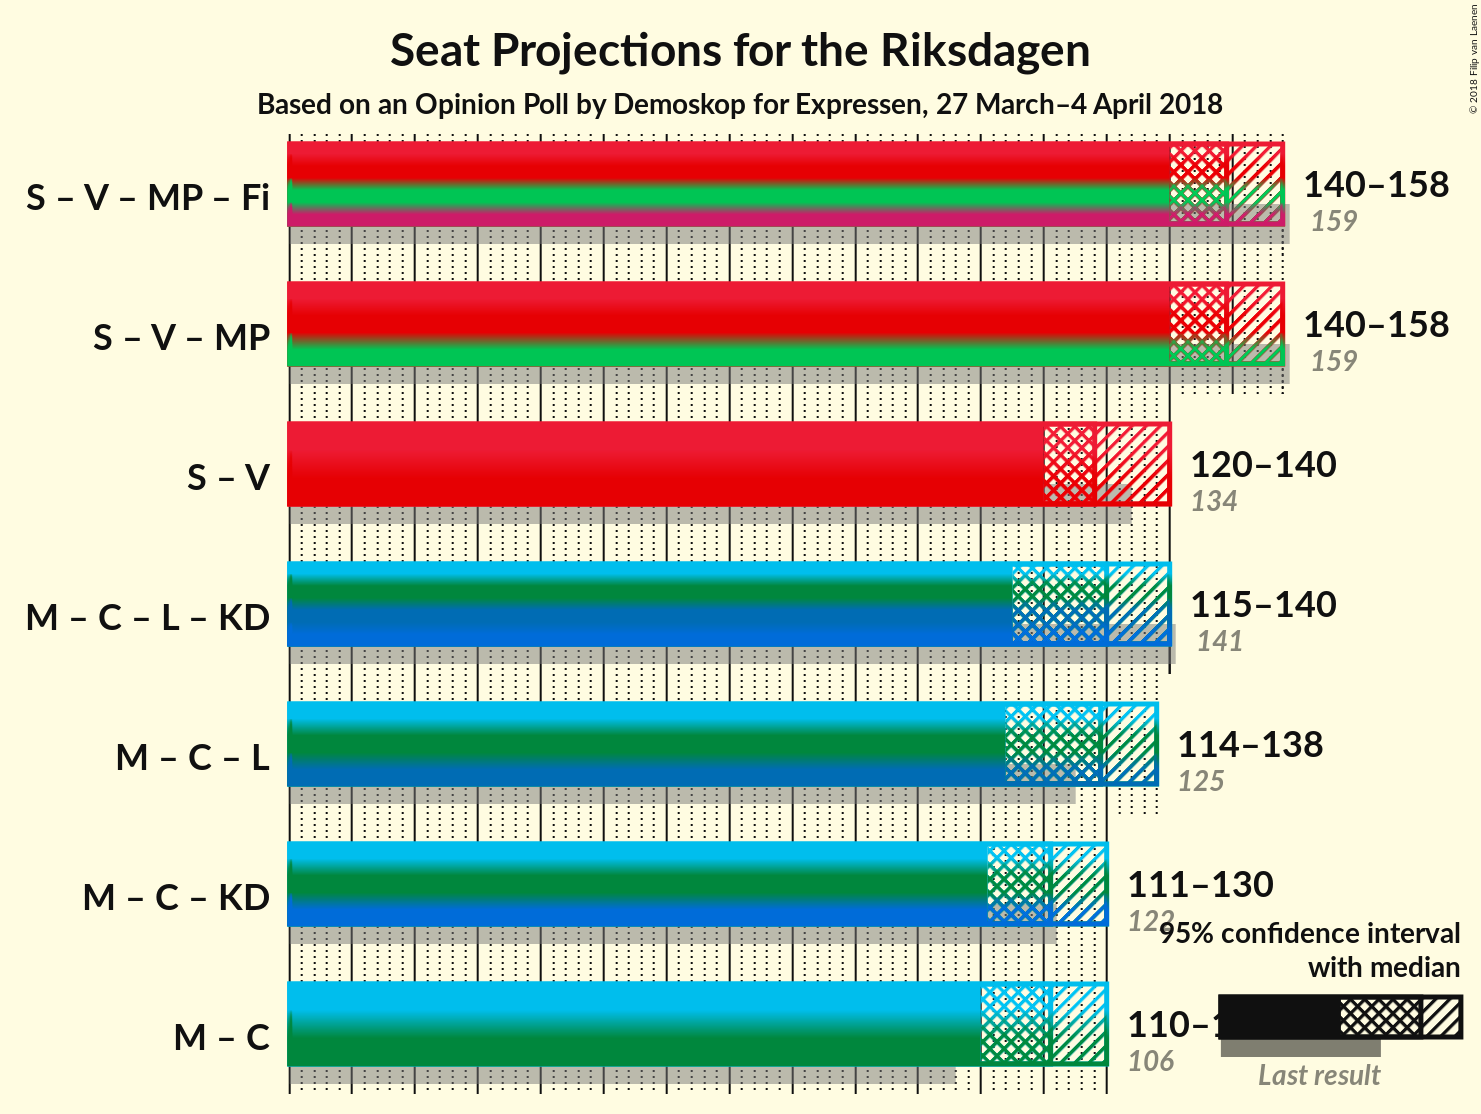 Seat Projections for the Riksdagen
Based on an Opinion Poll by Demoskop for Expressen, 27 March–4 April 2018
© 2018 Filip van Laenen
S – V – MP – Fi
140–158
159
S – V – MP
140–158
159
S – V
120–140
134
M – C – L – KD
115–140
141
M – C – L
114–138
125
M – C – KD
111–130
122
95% confidence interval
with median
M – C
110–
106
Last result